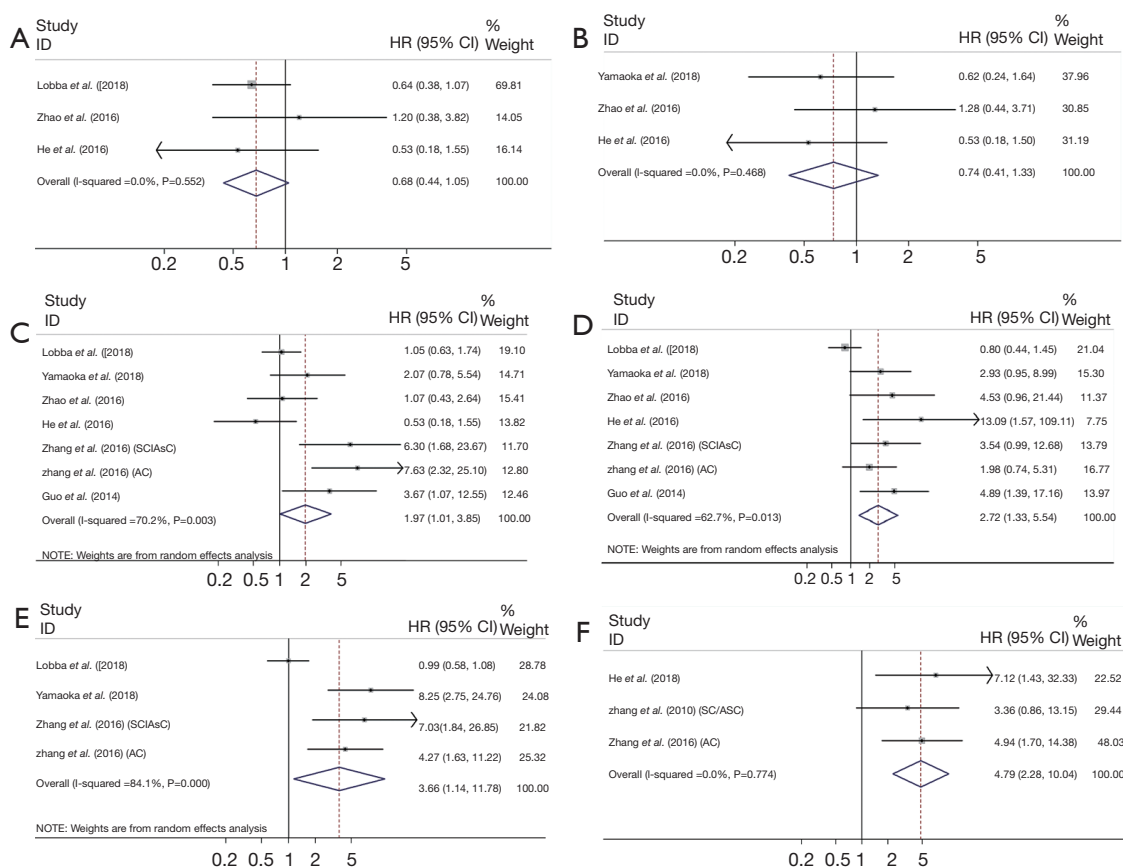 A
Study
ID
HR (95% CI)
%
Weight
Lobba et al. ([2018)
0.64 (0.38, 1.07) 69.81
Zhao et al. (2016)
1.20 (0.38, 3.82) 14.05
He et al. (2016)
0.53 (0.18, 1.55) 16.14
Overall (I-squared =0.0%, P=0.552)
0.68 (0.44, 1.05) 100.00
0.2 0.5 1 2 5
B
Study
ID
HR (95% CI)
%
Weight
Yamaoka et al. (2018)
0.62 (0.24, 1.64) 37.96
Zhao et al. (2016)
1.28 (0.44, 3.71) 30.85
He et al. (2016)
0.53 (0.18, 1.50) 31.19
Overall (I-squared =0.0%, P=0.468)
0.74 (0.41, 1.33) 100.00
0.2 0.5 1 2 5
C
Study
ID
HR (95% CI)
%
Weight
Lobba et al. ([2018)
1.05 (0.63, 1.74) 19.10
Yamaoka et al. (2018)
2.07 (0.78, 5.54) 14.71
Zhao et al. (2016)
1.07 (0.43, 2.64) 15.41
He et al. (2016)
0.53 (0.18, 1.55) 13.82
Zhang et al. (2016) (SCIAsC)
6.30 (1.68, 23.67) 11.70
zhang et al. (2016) (AC)
7.63 (2.32, 25.10) 12.80
Guo et al. (2014)
3.67 (1.07, 12.55) 12.46
Overall (I-squared =70.2%, P=0.003)
1.97 (1.01, 3.85) 100.00
NOTE: Weights are from random effects analysis
0.2 0.5 1 2 5
D
Study
ID
HR (95% CI)
%
Weight
Lobba et al. ([2018)
0.80 (0.44, 1.45) 21.04
Yamaoka et al. (2018)
2.93 (0.95, 8.99) 15.30
Zhao et al. (2016)
4.53 (0.96, 21.44) 11.37
He et al. (2016)
13.09 (1.57, 109.11) 7.75
Zhang et al. (2016) (SCIAsC)
3.54 (0.99, 12.68) 13.79
zhang et al. (2016) (AC)
1.98 (0.74, 5.31) 16.77
Guo et al. (2014)
4.89 (1.39, 17.16) 13.97
Overall (I-squared =62.7%, P=0.013)
2.72 (1.33, 5.54) 100.00
NOTE: Weights are from random effects analysis
0.2 0.5 1 2 5
E
Study
ID
HR (95% CI)
%
Weight
Lobba et al. ([2018)
0.99 (0.58, 1.08) 28.78
Yamaoka et al. (2018)
8.25 (2.75, 24.76) 24.08
Zhang et al. (2016) (SCIAsC)
7.03(1.84, 26.85) 21.82
zhang et al. (2016) (AC)
4.27 (1.63, 11.22) 25.32
Overall (I-squared =84.1%, P=0.000)
3.66 (1.14, 11.78) 100.00
NOTE: Weights are from random effects analysis
0.2 0.5 1 2 5
F
Study
ID
HR (95% CI)
%
Weight
He et al. (2018)
7.12 (1.43, 32.33) 22.52
zhang et al. (2010) (SC/ASC)
3.36 (0.86, 13.15) 29.44
Zhang et al. (2016) (AC)
4.94 (1.70, 14.38) 48.03
Overall (I-squared =0.0%, P=0.774)
4.79 (2.28, 10.04) 100.00
0.2 0.5 1 2 5